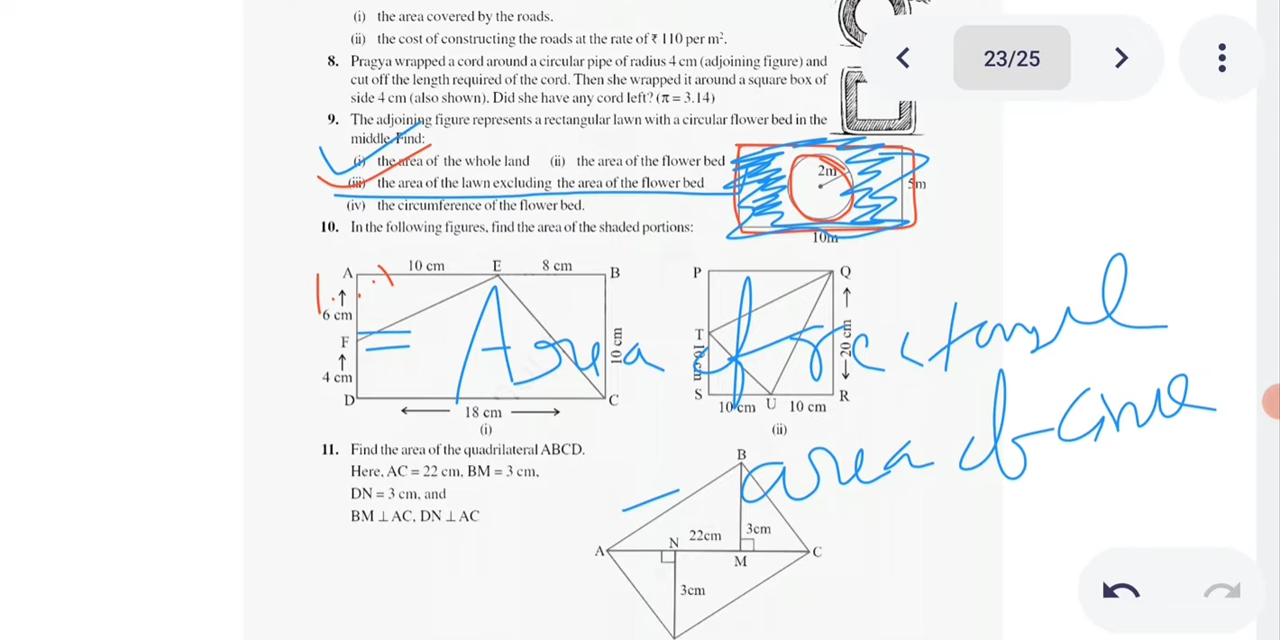 (i) the area covered by the roads.
(ii) the cost of constructing the roads at the rate of ₹ 110 per m².
23/25
8. Pragya wrapped a cord around a circular pipe of radius 4 cm (adjoining figure) and
cut off the length required of the cord. Then she wrapped it around a square box of
side 4 cm (also shown). Did she have any cord left? (π = 3.14)
9. The adjoining figure represents a rectangular lawn with a circular flower bed in the
middle. Find:
(i) the area of the whole land (ii) the area of the flower bed
(iii) the area of the lawn excluding the area of the flower bed
(iv) the circumference of the flower bed.
2m
5m
10m
10. In the following figures, find the area of the shaded portions:
A 10 cm E 8 cm B
6 cm
F
4 cm
10 cm
D 18 cm C
(i)
P Q
T
10 cm
20 cm
S 10 cm U 10 cm R
(ii)
= Area of
- area of
11. Find the area of the quadrilateral ABCD.
Here, AC = 22 cm, BM = 3 cm,
DN = 3 cm, and
BM ⊥ AC, DN ⊥ AC
B
22cm 3cm
A N M C
3cm